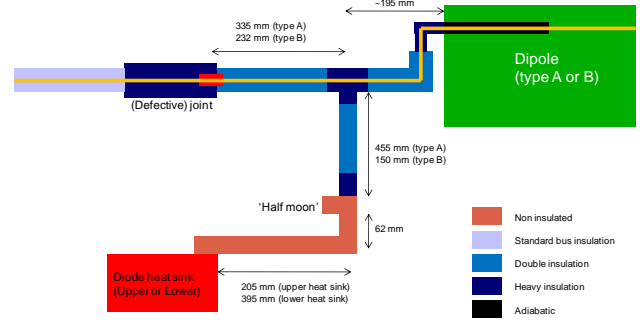 ~195 mm
335 mm (type A)
232 mm (type B)
Dipole
(type A or B)
(Defective) joint
455 mm (type A)
150 mm (type B)
'Half moon'
62 mm
Non insulated
Standard bus insulation
Double insulation
Heavy insulation
Adiabatic
Diode heat sink
(Upper or Lower)
205 mm (upper heat sink)
395 mm (lower heat sink)